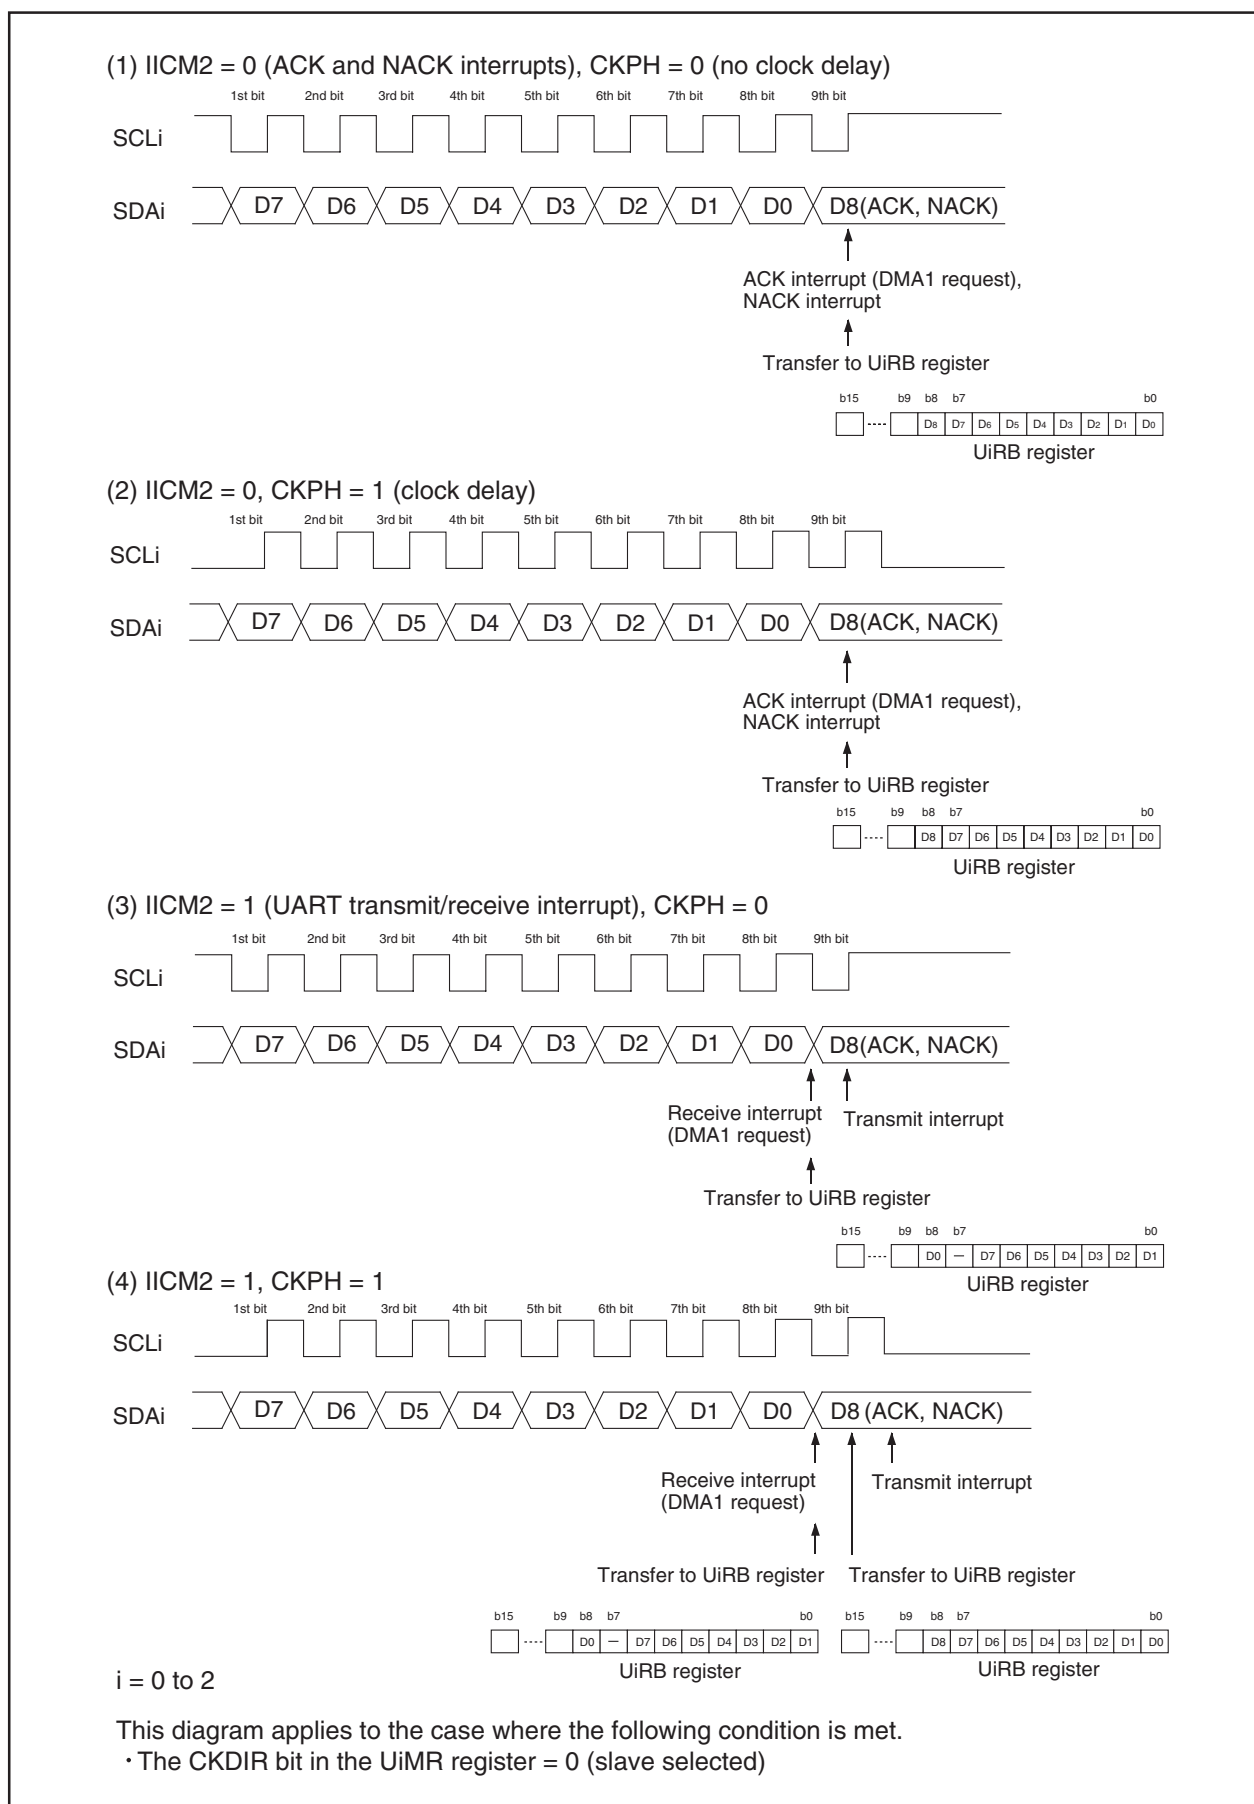 (1) IICM2 = 0 (ACK and NACK interrupts), CKPH = 0 (no clock delay)
1st bit 2nd bit 3rd bit 4th bit 5th bit 6th bit 7th bit 8th bit 9th bit
SCLi
SDAi D7 D6 D5 D4 D3 D2 D1 D0 D8(ACK, NACK)
ACK interrupt (DMA1 request),
NACK interrupt
Transfer to UiRB register
b15 b9 b8 b7 b0
D8 D7 D6 D5 D4 D3 D2 D1 D0
UiRB register
(2) IICM2 = 0, CKPH = 1 (clock delay)
1st bit 2nd bit 3rd bit 4th bit 5th bit 6th bit 7th bit 8th bit 9th bit
SCLi
SDAi D7 D6 D5 D4 D3 D2 D1 D0 D8(ACK, NACK)
ACK interrupt (DMA1 request),
NACK interrupt
Transfer to UiRB register
b15 b9 b8 b7 b0
D8 D7 D6 D5 D4 D3 D2 D1 D0
UiRB register
(3) IICM2 = 1 (UART transmit/receive interrupt), CKPH = 0
1st bit 2nd bit 3rd bit 4th bit 5th bit 6th bit 7th bit 8th bit 9th bit
SCLi
SDAi D7 D6 D5 D4 D3 D2 D1 D0 D8(ACK, NACK)
Receive interrupt Transmit interrupt
(DMA1 request)
Transfer to UiRB register
b15 b9 b8 b7 b0
D0 — D7 D6 D5 D4 D3 D2 D1
UiRB register
(4) IICM2 = 1, CKPH = 1
1st bit 2nd bit 3rd bit 4th bit 5th bit 6th bit 7th bit 8th bit 9th bit
SCLi
SDAi D7 D6 D5 D4 D3 D2 D1 D0 D8 (ACK, NACK)
Receive interrupt Transmit interrupt
(DMA1 request)
Transfer to UiRB register Transfer to UiRB register
b15 b9 b8 b7 b0 b15 b9 b8 b7 b0
D0 — D7 D6 D5 D4 D3 D2 D1 D8 D7 D6 D5 D4 D3 D2 D1 D0
UiRB register UiRB register
i = 0 to 2
This diagram applies to the case where the following condition is met.
· The CKDIR bit in the UiMR register = 0 (slave selected)